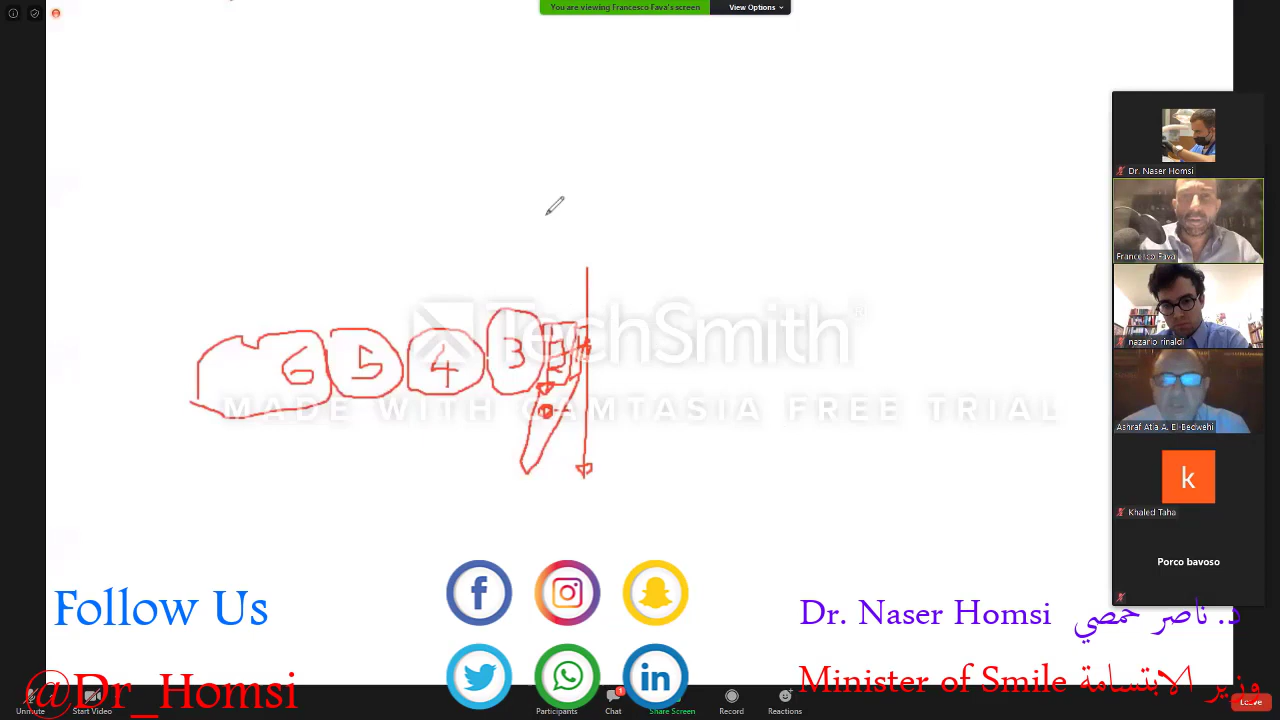 You are viewing Francesco Fava's screen
View Options
Dr. Naser Homsi
Francesco Fava
nazario rinaldi
Ashraf Atia A. El-Bedwehi
k
Khaled Taha
Porco bavoso
6 5 4 3
TechSmith
MADE WITH CAMTASIA FREE TRIAL
Follow Us
Dr. Naser Homsi د. ناصر حمصي
@Dr_Homsi
Minister of Smile وزير الابتسامة
Unmute
Start Video
Participants
Chat
1
Share Screen
Record
Reactions
Leave